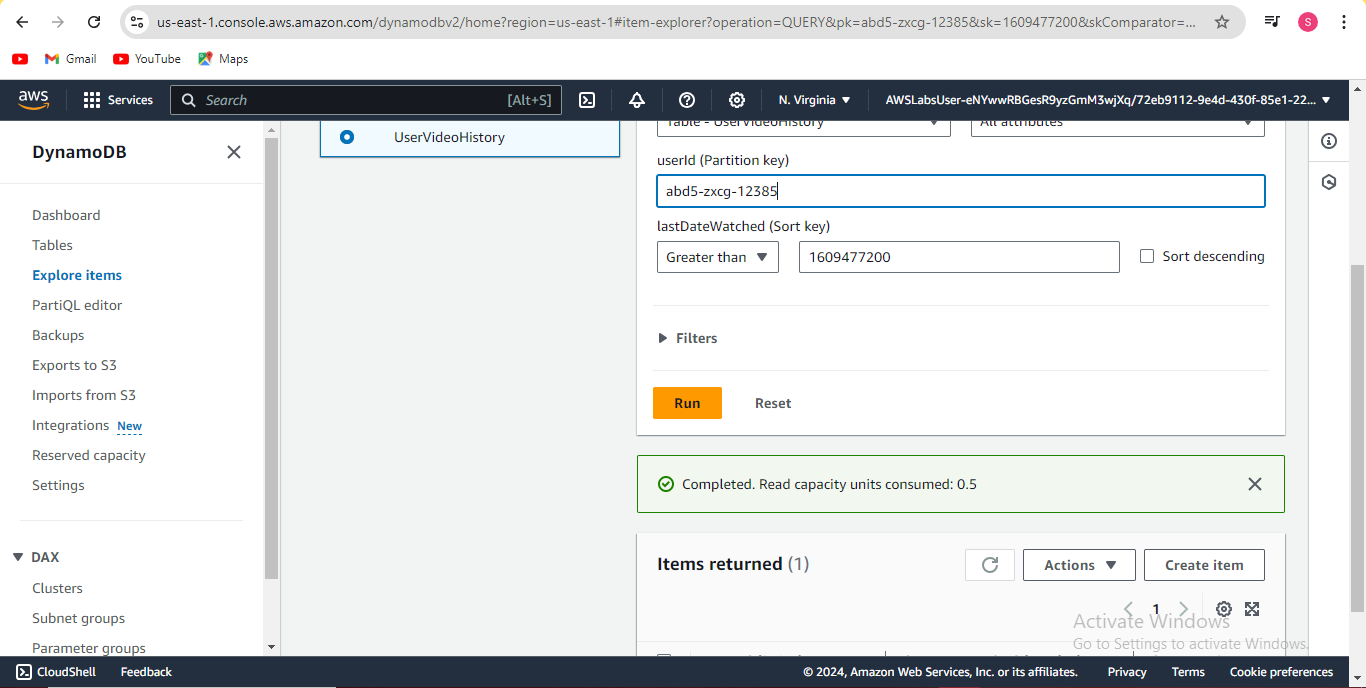 us-east-1.console.aws.amazon.com/dynamodbv2/home?region=us-east-1#item-explorer?operation=QUERY&pk=abd5-zxcg-12385&sk=1609477200&skComparator=...
S
Gmail
YouTube
Maps
aws
Services
Search
[Alt+S]
N. Virginia
AWSLabsUser-eNYwwRBGesR9yzGmM3wjXq/72eb9112-9e4d-430f-85e1-22...
DynamoDB
Dashboard
Tables
Explore items
PartiQL editor
Backups
Exports to S3
Imports from S3
Integrations New
Reserved capacity
Settings
DAX
Clusters
Subnet groups
Parameter groups
UserVideoHistory
Table - UserVideoHistory
All attributes
userId (Partition key)
abd5-zxcg-12385
lastDateWatched (Sort key)
Greater than
1609477200
Sort descending
Filters
Run
Reset
Completed. Read capacity units consumed: 0.5
Items returned (1)
Actions
Create item
1
Activate Windows
Go to Settings to activate Windows.
CloudShell
Feedback
© 2024, Amazon Web Services, Inc. or its affiliates.
Privacy
Terms
Cookie preferences